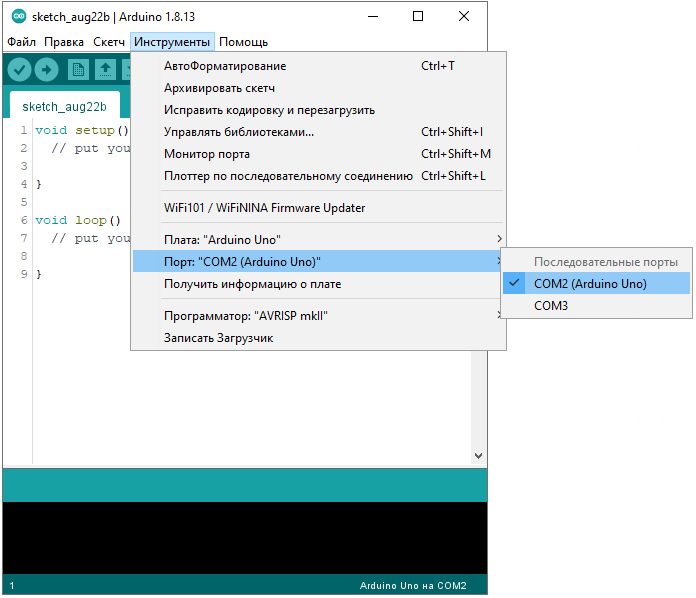 sketch_aug22b | Arduino 1.8.13
Файл Правка Скетч Инструменты Помощь
sketch_aug22b
АвтоФорматирование Ctrl+T
Архивировать скетч
Исправить кодировку и перезагрузить
Управлять библиотеками... Ctrl+Shift+I
Монитор порта Ctrl+Shift+M
Плоттер по последовательному соединению Ctrl+Shift+L
WiFi101 / WiFiNINA Firmware Updater
Плата: "Arduino Uno"
Порт: "COM2 (Arduino Uno)"
Получить информацию о плате
Программатор: "AVRISP mkII"
Записать Загрузчик
Последовательные порты
COM2 (Arduino Uno)
COM3
1 void setup()
2 // put you
3
4 }
5
6 void loop()
7 // put you
8
9 }
1 Arduino Uno на COM2